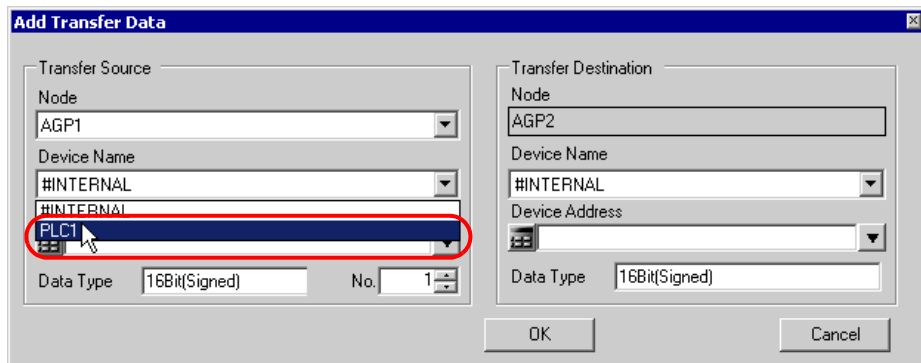 Add Transfer Data
Transfer Source
Node
AGP1
Device Name
#INTERNAL
#INTERNAL
PLC1
Data Type 16Bit(Signed) No. 1
Transfer Destination
Node
AGP2
Device Name
#INTERNAL
Device Address
Data Type 16Bit(Signed)
OK Cancel